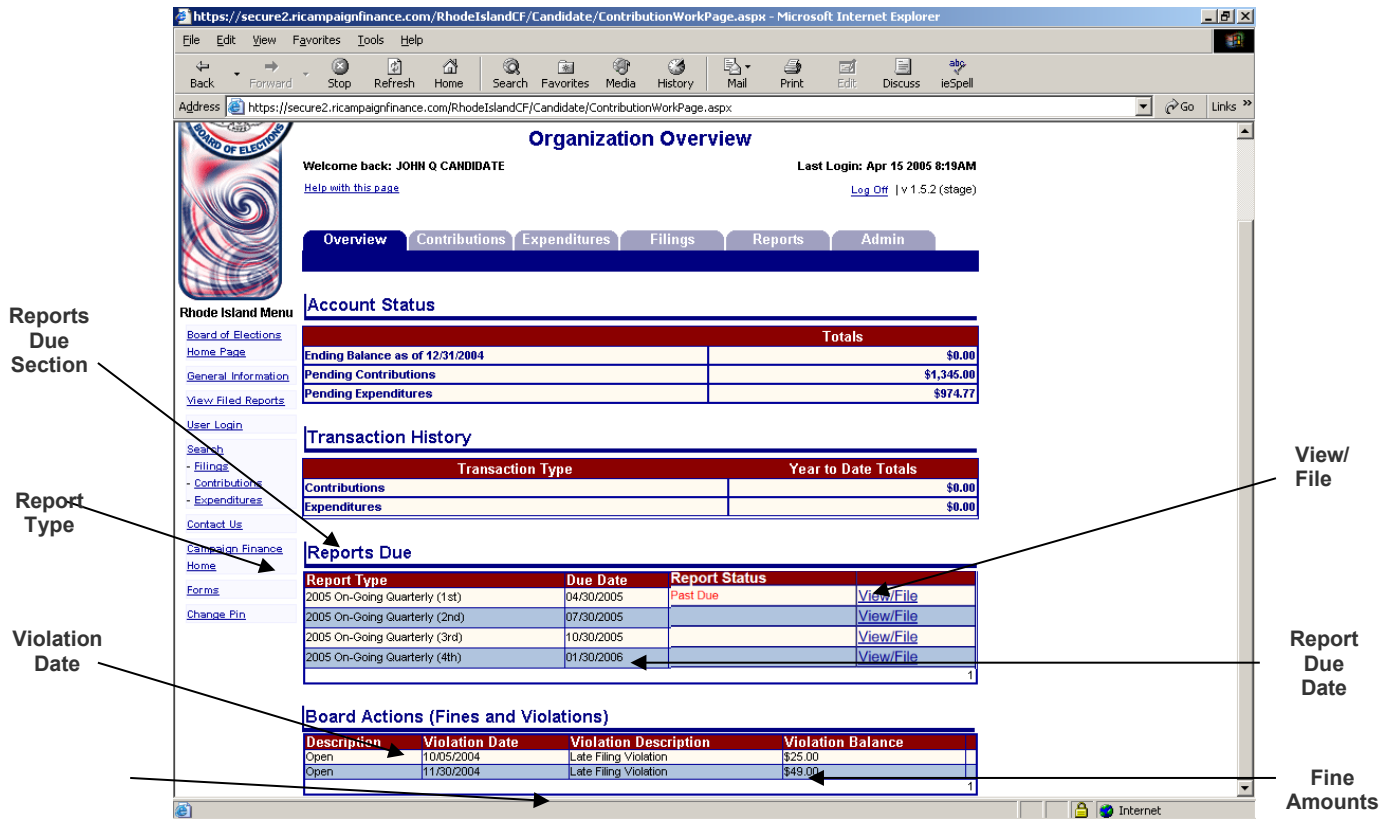 https://secure2.ricampaignfinance.com/RhodeIslandCF/Candidate/ContributionWorkPage.aspx - Microsoft Internet Explorer
File Edit View Favorites Tools Help
Back Forward Stop Refresh Home Search Favorites Media History Mail Print Edit Discuss ieSpell
Address https://secure2.ricampaignfinance.com/RhodeIslandCF/Candidate/ContributionWorkPage.aspx Go Links »
BOARD OF ELECTIONS
Organization Overview
Welcome back: JOHN Q CANDIDATE Last Login: Apr 15 2005 8:19AM
Help with this page Log Off | v 1.5.2 (stage)
Overview Contributions Expenditures Filings Reports Admin
Rhode Island Menu
Board of Elections
Home Page
General Information
View Filed Reports
User Login
Search
- Filings
- Contributions
- Expenditures
Contact Us
Campaign Finance
Home
Forms
Change Pin
Account Status
Totals
Ending Balance as of 12/31/2004 $0.00
Pending Contributions $1,345.00
Pending Expenditures $974.77
Transaction History
Transaction Type Year to Date Totals
Contributions $0.00
Expenditures $0.00
Reports Due
Report Type Due Date Report Status
2005 On-Going Quarterly (1st) 04/30/2005 Past Due View/File
2005 On-Going Quarterly (2nd) 07/30/2005 View/File
2005 On-Going Quarterly (3rd) 10/30/2005 View/File
2005 On-Going Quarterly (4th) 01/30/2006 View/File
1
Board Actions (Fines and Violations)
Description Violation Date Violation Description Violation Balance
Open 10/05/2004 Late Filing Violation $25.00
Open 11/30/2004 Late Filing Violation $49.00
1
Internet
Reports
Due
Section
Report
Type
Violation
Date
View/
File
Report
Due
Date
Fine
Amounts